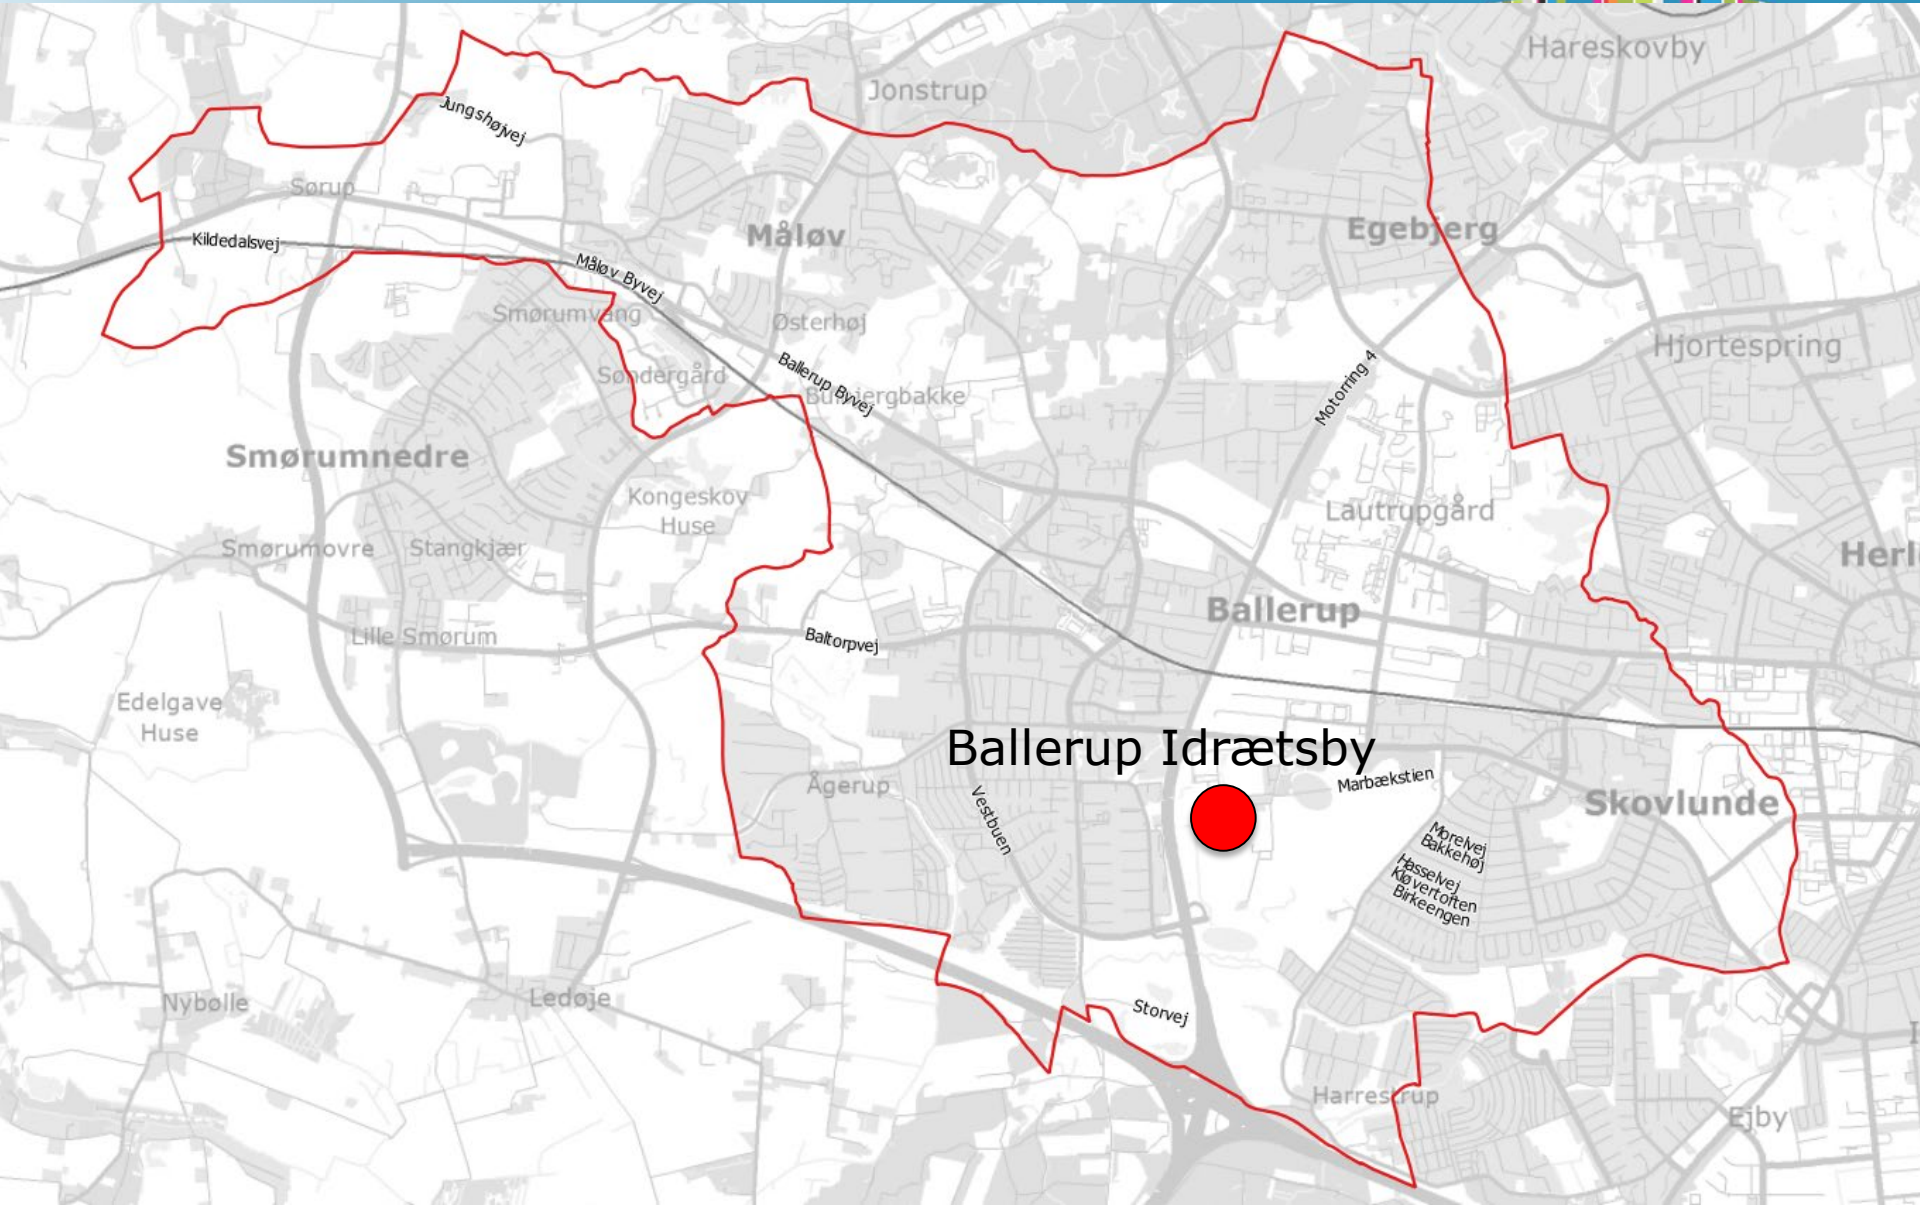 Hareskovby
Jonstrup
Jungshøjvej
Sørup
Måløv
Egebjerg
Kildedalsvej
Måløv Byvej
Smørumvang
Østerhøj
Hjortespring
Søndergård
Ballerup Byvej
Motorring 4
Smørumnedre
Kongeskov
Huse
Lautrupgård
Smørumovre
Stangkjær
Ballerup
Lille Smørum
Baltorpvej
Edelgave
Huse
Ballerup Idrætsby
Ågerup
Vestbuen
Marbækstien
Skovlunde
Morelvej
Bakkehøj
Hasselvej
Kløvertoften
Birkeengen
Nybølle
Ledøje
Storvej
Harrestrup
Ejby